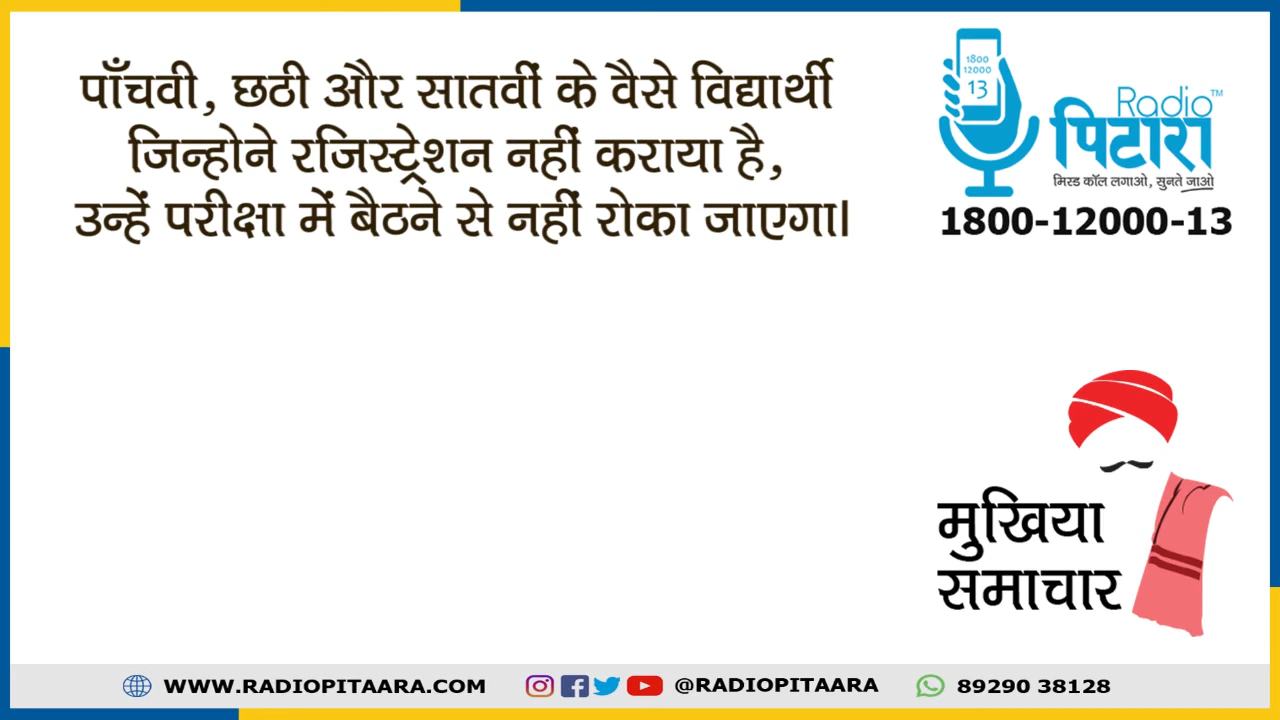 पाँचवी, छठी और सातवीं के वैसे विद्यार्थी
जिन्होने रजिस्ट्रेशन नहीं कराया है,
उन्हें परीक्षा में बैठने से नहीं रोका जाएगा।
1800
12000
13
Radio TM
पिटारा
मिस्ड कॉल लगाओ, सुनते जाओ
1800-12000-13
मुखिया
समाचार
WWW.RADIOPITAARA.COM @RADIOPITAARA 89290 38128